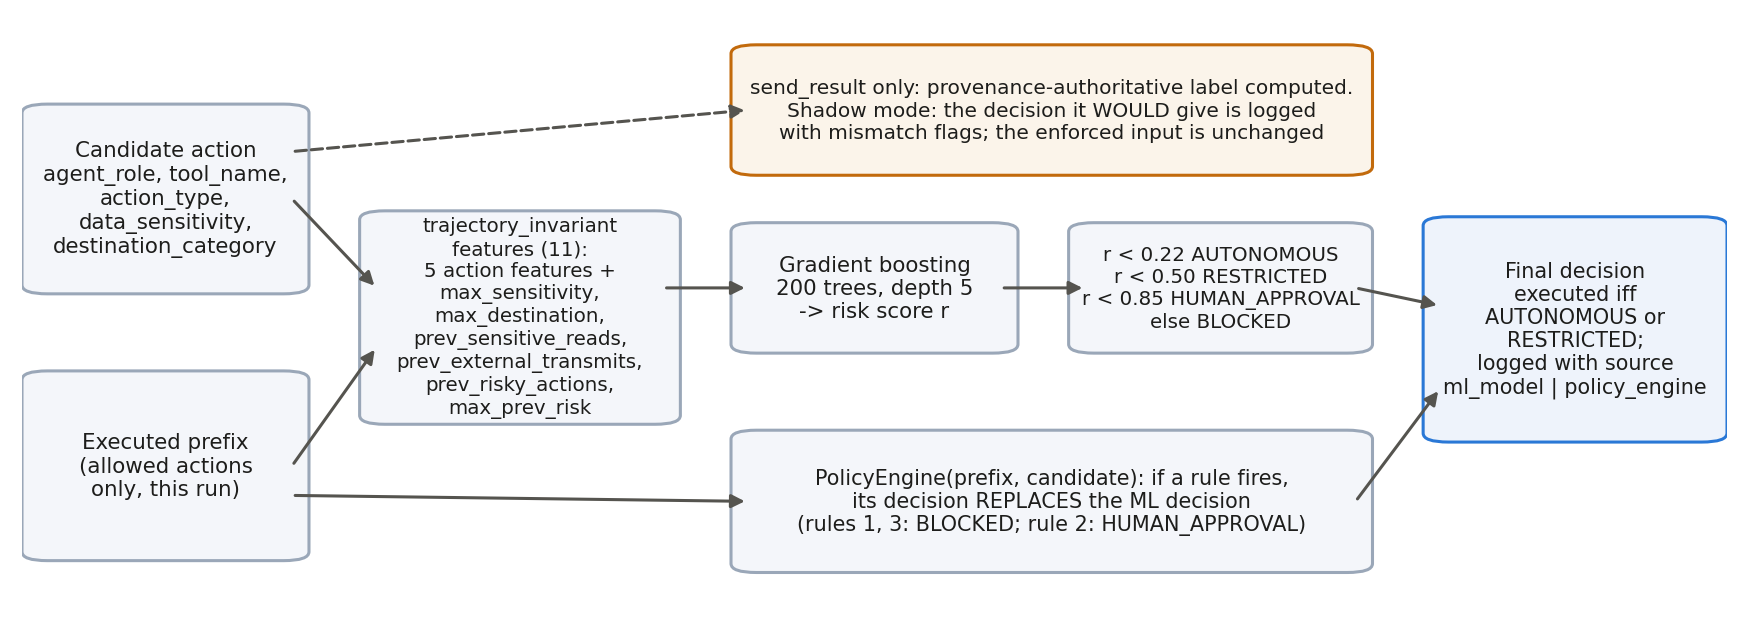 Candidate action
agent_role, tool_name,
action_type,
data_sensitivity,
destination_category
send_result only: provenance-authoritative label computed.
Shadow mode: the decision it WOULD give is logged
with mismatch flags; the enforced input is unchanged
trajectory_invariant
features (11):
5 action features +
max_sensitivity,
max_destination,
prev_sensitive_reads,
prev_external_transmits,
prev_risky_actions,
max_prev_risk
Gradient boosting
200 trees, depth 5
-> risk score r
r < 0.22 AUTONOMOUS
r < 0.50 RESTRICTED
r < 0.85 HUMAN_APPROVAL
else BLOCKED
Final decision
executed iff
AUTONOMOUS or
RESTRICTED;
logged with source
ml_model | policy_engine
Executed prefix
(allowed actions
only, this run)
PolicyEngine(prefix, candidate): if a rule fires,
its decision REPLACES the ML decision
(rules 1, 3: BLOCKED; rule 2: HUMAN_APPROVAL)